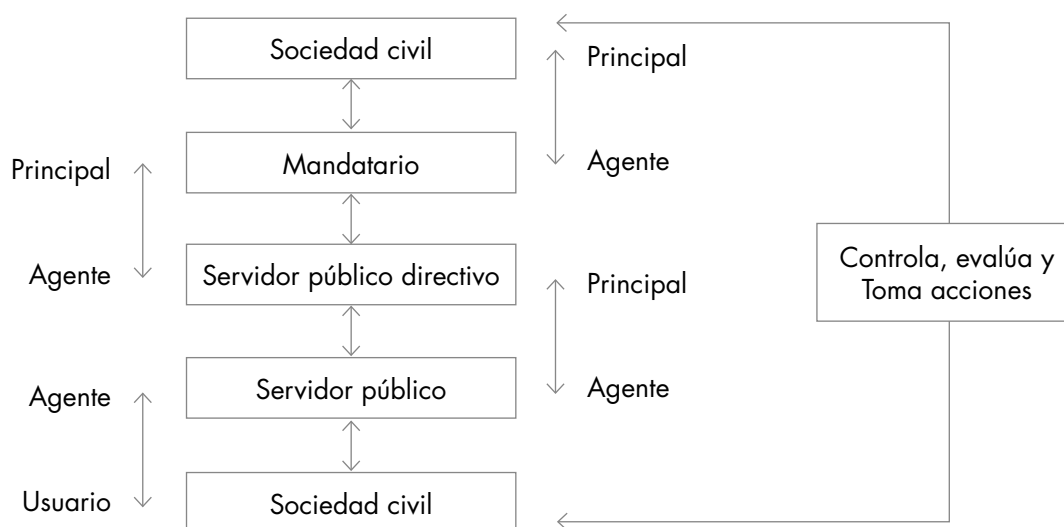 Sociedad civil
Principal
Mandatario
Agente
Principal
Servidor público directivo
Agente
Principal
Controla, evalúa y
Toma acciones
Servidor público
Agente
Agente
Sociedad civil
Usuario